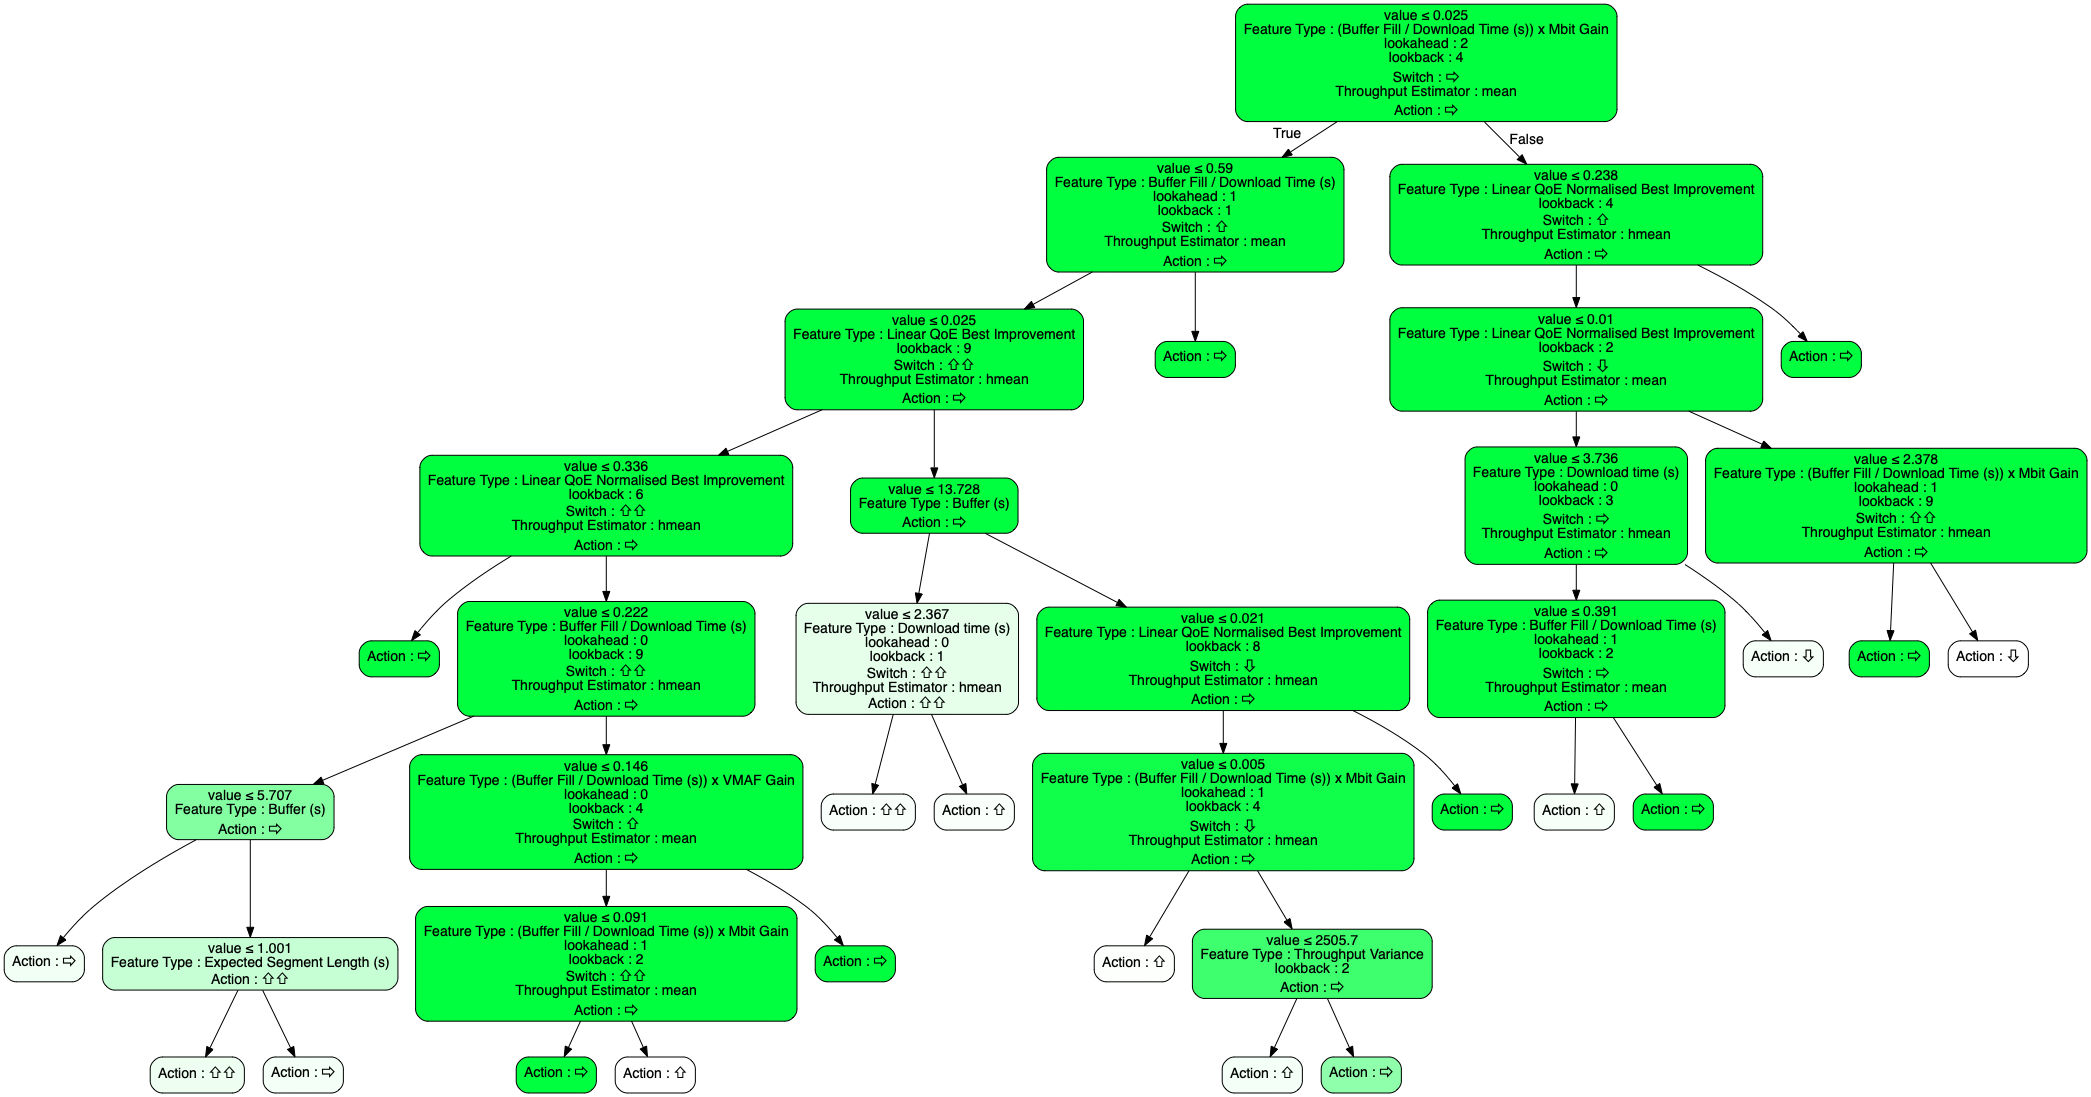 value ≤ 0.025
Feature Type : (Buffer Fill / Download Time (s)) x Mbit Gain
lookahead : 2
lookback : 4
Switch : ⇨
Throughput Estimator : mean
Action : ⇨
True
False
value ≤ 0.59
Feature Type : Buffer Fill / Download Time (s)
lookahead : 1
lookback : 1
Switch : ⇧
Throughput Estimator : mean
Action : ⇨
value ≤ 0.238
Feature Type : Linear QoE Normalised Best Improvement
lookback : 4
Switch : ⇧
Throughput Estimator : hmean
Action : ⇨
value ≤ 0.025
Feature Type : Linear QoE Best Improvement
lookback : 9
Switch : ⇧⇧
Throughput Estimator : hmean
Action : ⇨
Action : ⇨
value ≤ 0.01
Feature Type : Linear QoE Normalised Best Improvement
lookback : 2
Switch : ⇩
Throughput Estimator : mean
Action : ⇨
Action : ⇨
value ≤ 0.336
Feature Type : Linear QoE Normalised Best Improvement
lookback : 6
Switch : ⇧⇧
Throughput Estimator : hmean
Action : ⇨
value ≤ 13.728
Feature Type : Buffer (s)
Action : ⇨
value ≤ 3.736
Feature Type : Download time (s)
lookahead : 0
lookback : 3
Switch : ⇨
Throughput Estimator : hmean
Action : ⇨
value ≤ 2.378
Feature Type : (Buffer Fill / Download Time (s)) x Mbit Gain
lookahead : 1
lookback : 9
Switch : ⇧⇧
Throughput Estimator : hmean
Action : ⇨
Action : ⇨
value ≤ 0.222
Feature Type : Buffer Fill / Download Time (s)
lookahead : 0
lookback : 9
Switch : ⇧⇧
Throughput Estimator : hmean
Action : ⇨
value ≤ 2.367
Feature Type : Download time (s)
lookahead : 0
lookback : 1
Switch : ⇧⇧
Throughput Estimator : hmean
Action : ⇧⇧
value ≤ 0.021
Feature Type : Linear QoE Normalised Best Improvement
lookback : 8
Switch : ⇩
Throughput Estimator : hmean
Action : ⇨
value ≤ 0.391
Feature Type : Buffer Fill / Download Time (s)
lookahead : 1
lookback : 2
Switch : ⇨
Throughput Estimator : mean
Action : ⇨
Action : ⇩
Action : ⇨
Action : ⇩
value ≤ 5.707
Feature Type : Buffer (s)
Action : ⇨
value ≤ 0.146
Feature Type : (Buffer Fill / Download Time (s)) x VMAF Gain
lookahead : 0
lookback : 4
Switch : ⇧
Throughput Estimator : mean
Action : ⇨
Action : ⇧⇧
Action : ⇧
value ≤ 0.005
Feature Type : (Buffer Fill / Download Time (s)) x Mbit Gain
lookahead : 1
lookback : 4
Switch : ⇩
Throughput Estimator : hmean
Action : ⇨
Action : ⇨
Action : ⇧
Action : ⇨
Action : ⇨
value ≤ 1.001
Feature Type : Expected Segment Length (s)
Action : ⇧⇧
value ≤ 0.091
Feature Type : (Buffer Fill / Download Time (s)) x Mbit Gain
lookahead : 1
lookback : 2
Switch : ⇧⇧
Throughput Estimator : mean
Action : ⇨
Action : ⇨
Action : ⇧
value ≤ 2505.7
Feature Type : Throughput Variance
lookback : 2
Action : ⇨
Action : ⇧⇧
Action : ⇨
Action : ⇨
Action : ⇧
Action : ⇧
Action : ⇨